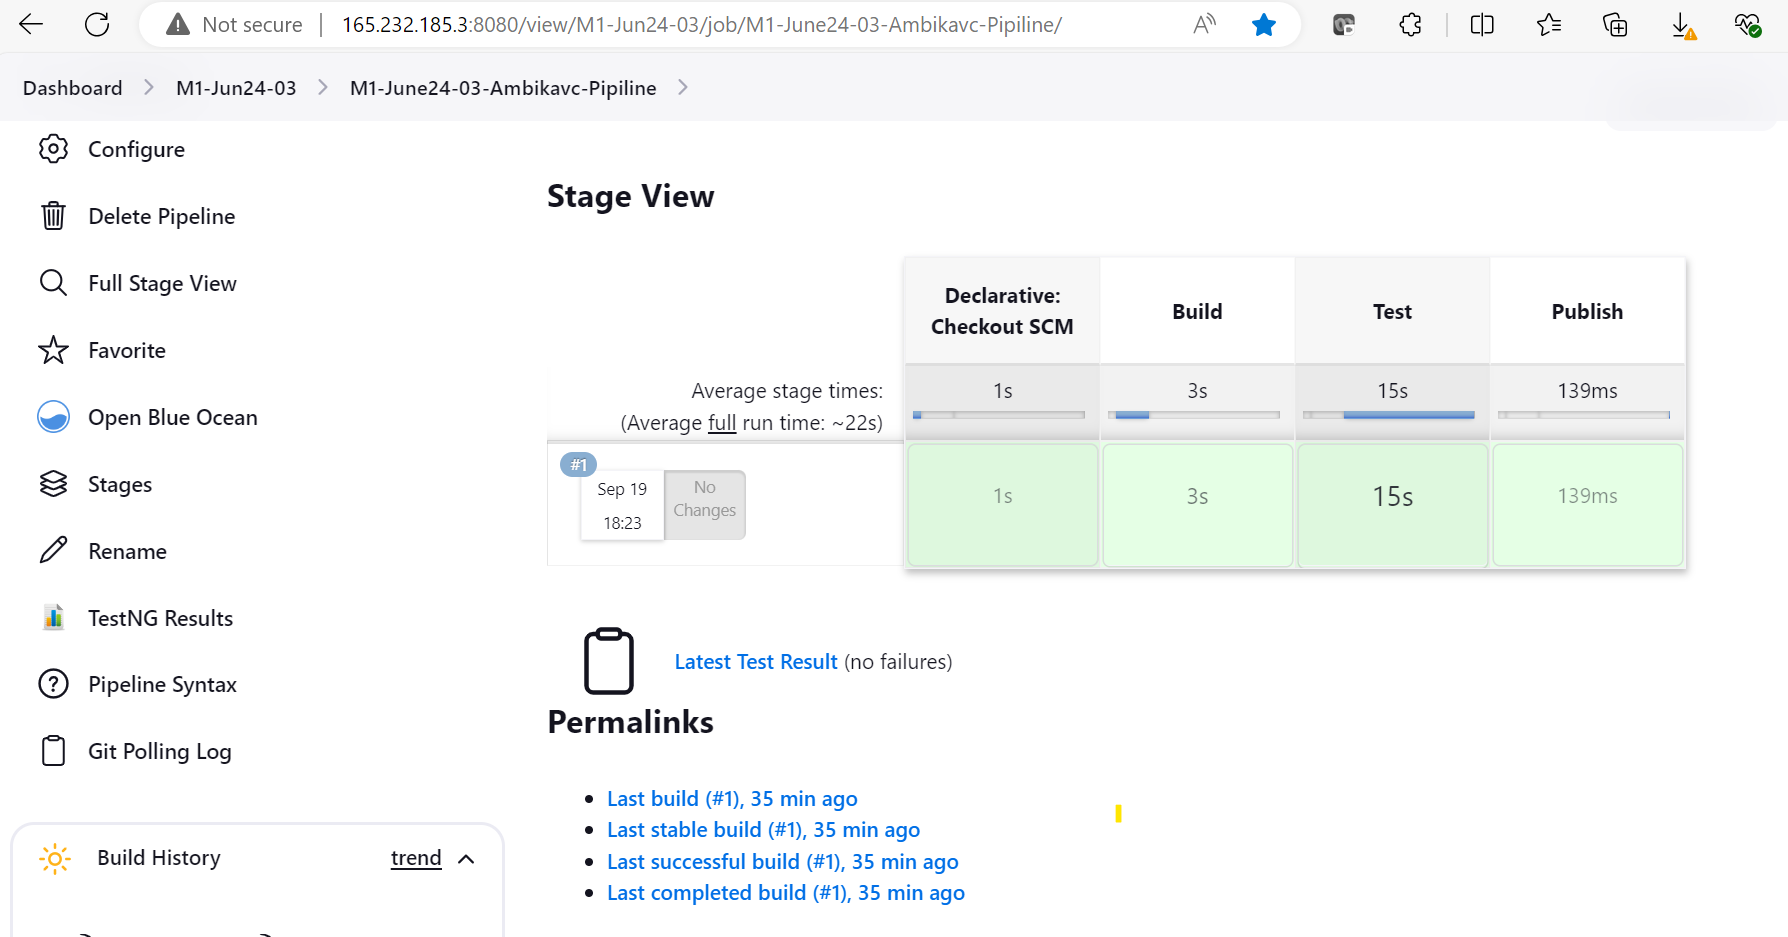 Not secure 165.232.185.3:8080/view/M1-Jun24-03/job/M1-June24-03-Ambikavc-Pipiline/
Dashboard M1-Jun24-03 M1-June24-03-Ambikavc-Pipiline
Configure
Delete Pipeline
Full Stage View
Favorite
Open Blue Ocean
Stages
Rename
TestNG Results
Pipeline Syntax
Git Polling Log
Build History trend
Stage View
Declarative:
Checkout SCM
Build
Test
Publish
Average stage times:
(Average full run time: ~22s)
1s
3s
15s
139ms
#1
Sep 19
18:23
No
Changes
1s
3s
15s
139ms
Latest Test Result (no failures)
Permalinks
Last build (#1), 35 min ago
Last stable build (#1), 35 min ago
Last successful build (#1), 35 min ago
Last completed build (#1), 35 min ago